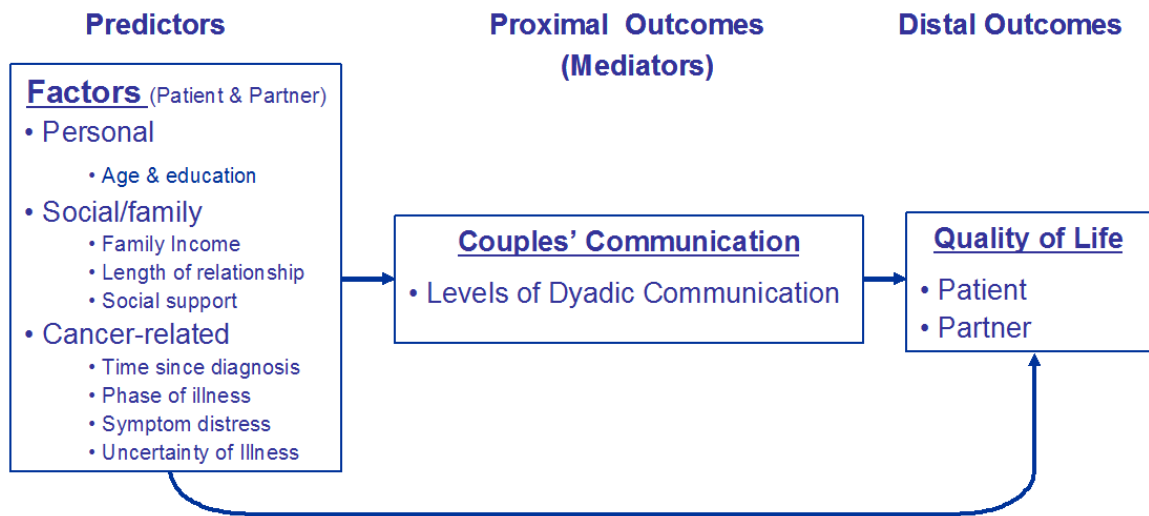 Predictors
Proximal Outcomes
(Mediators)
Distal Outcomes
Factors (Patient & Partner)
• Personal
• Age & education
• Social/family
• Family Income
• Length of relationship
• Social support
• Cancer-related
• Time since diagnosis
• Phase of illness
• Symptom distress
• Uncertainty of Illness
Couples’ Communication
• Levels of Dyadic Communication
Quality of Life
• Patient
• Partner